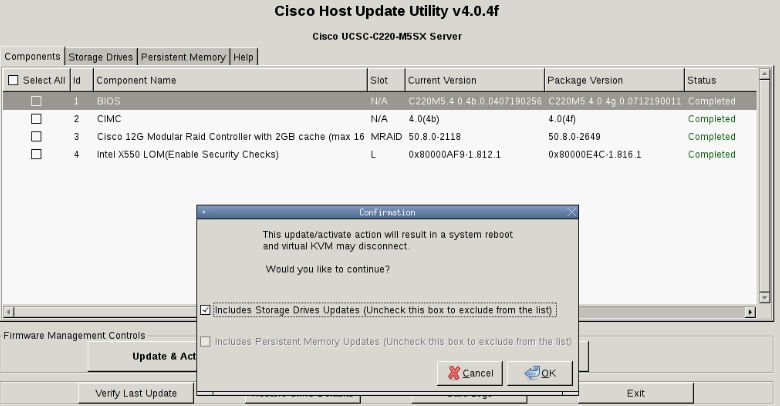 Cisco Host Update Utility v4.0.4f
Cisco UCSC-C220-M5SX Server
Components Storage Drives Persistent Memory Help
Select All Id Component Name Slot Current Version Package Version Status
1 BIOS N/A C220M5.4.0.4b.0.0407190256 C220M5.4.0.4g.0.0712190011 Completed
2 CIMC N/A 4.0(4b) 4.0(4f) Completed
3 Cisco 12G Modular Raid Controller with 2GB cache (max 16 MRAID 50.8.0-2118 50.8.0-2649 Completed
4 Intel X550 LOM(Enable Security Checks) L 0x80000AF9-1.812.1 0x80000E4C-1.816.1 Completed
Confirmation
This update/activate action will result in a system reboot
and virtual KVM may disconnect.
Would you like to continue?
Includes Storage Drives Updates (Uncheck this box to exclude from the list)
Includes Persistent Memory Updates (Uncheck this box to exclude from the list)
Cancel OK
Firmware Management Controls
Update & Act
Verify Last Update Exit